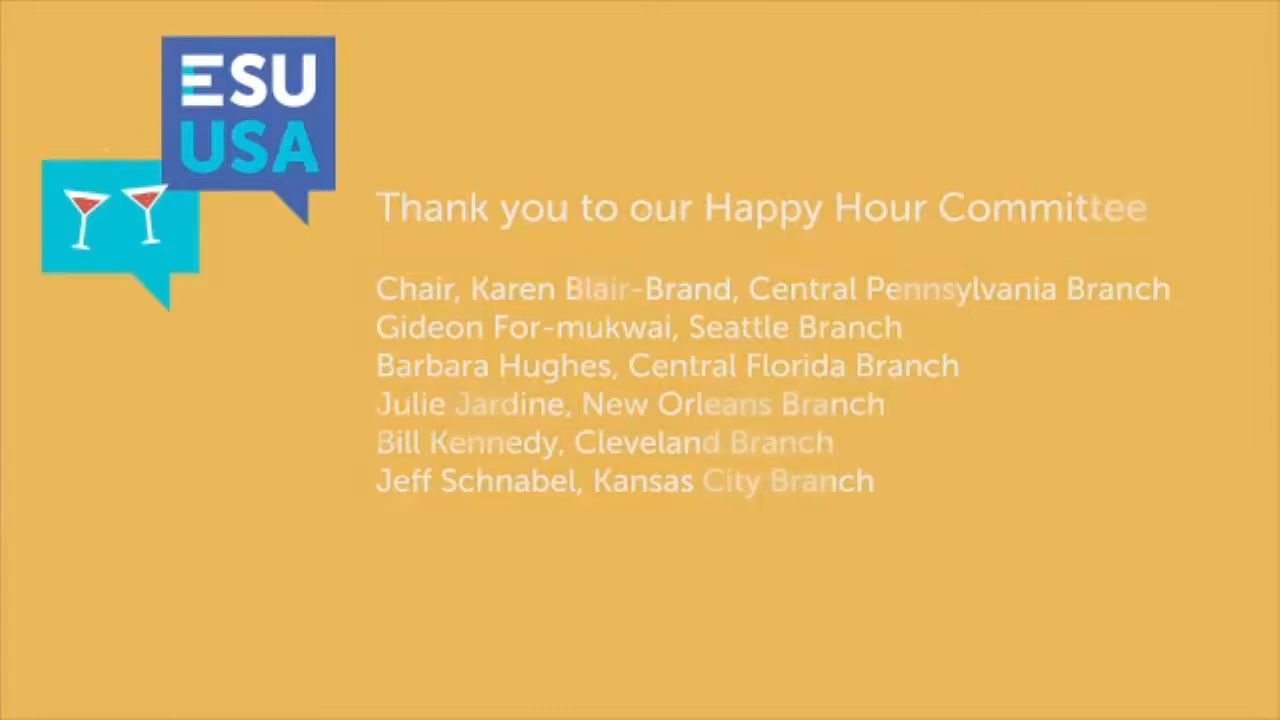 ESU
USA
Thank you to our Happy Hour Committee
Chair, Karen Blair-Brand, Central Pennsylvania Branch
Gideon For-mukwai, Seattle Branch
Barbara Hughes, Central Florida Branch
Julie Jardine, New Orleans Branch
Bill Kennedy, Cleveland Branch
Jeff Schnabel, Kansas City Branch